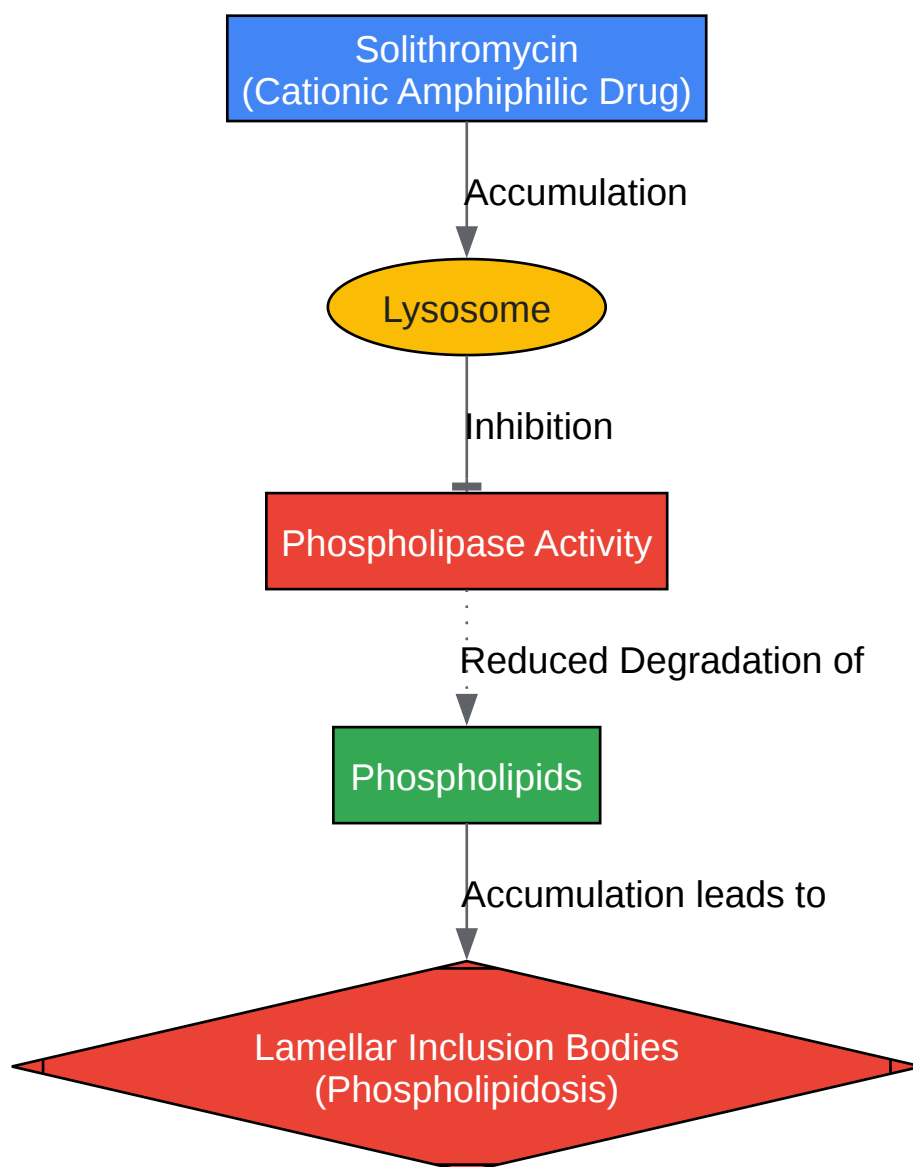 Solithromycin
(Cationic Amphiphilic Drug)
Accumulation
Lysosome
Inhibition
Phospholipase Activity
Reduced Degradation of
Phospholipids
Accumulation leads to
Lamellar Inclusion Bodies
(Phospholipidosis)